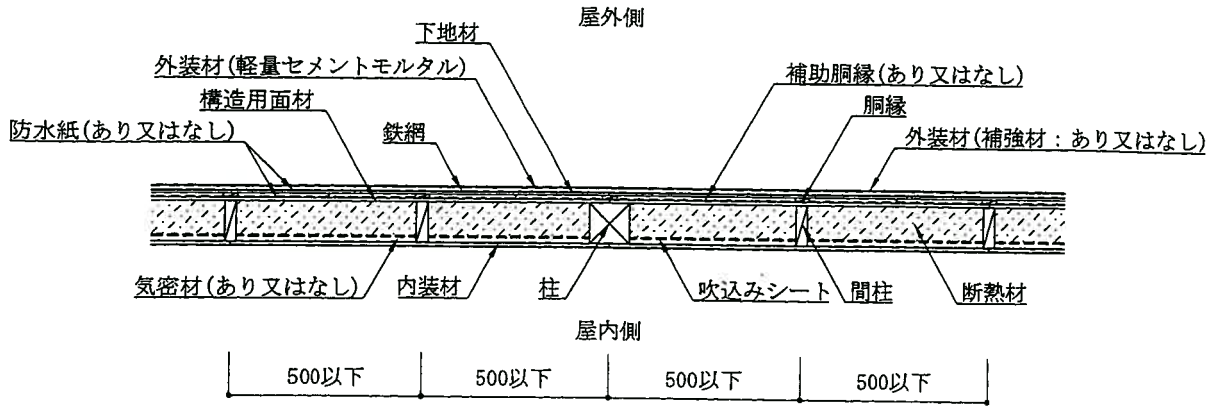 屋外側
下地材
外装材(軽量セメントモルタル)
補助胴縁(あり又はなし)
構造用面材
胴縁
防水紙(あり又はなし)
鉄網
外装材(補強材：あり又はなし)
気密材(あり又はなし)
内装材
柱
吹込みシート
間柱
断熱材
屋内側
500以下
500以下
500以下
500以下